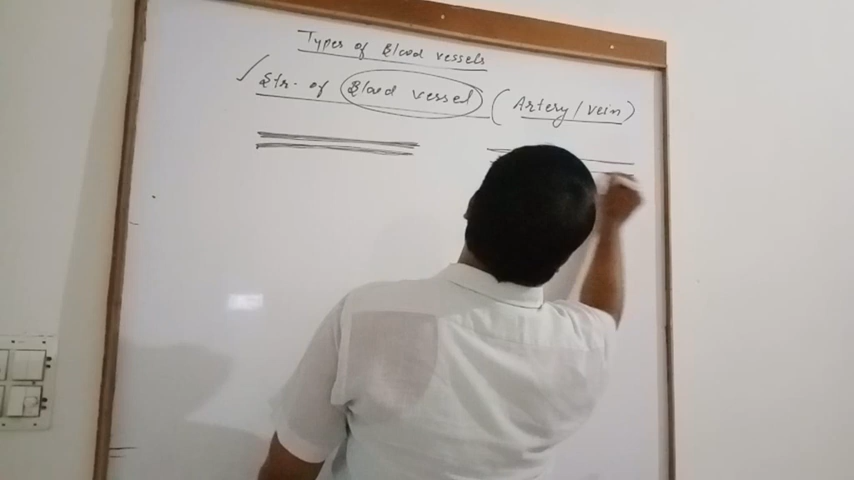 Types of Blood vessels
✓ Str. of Blood vessel (Artery/vein)